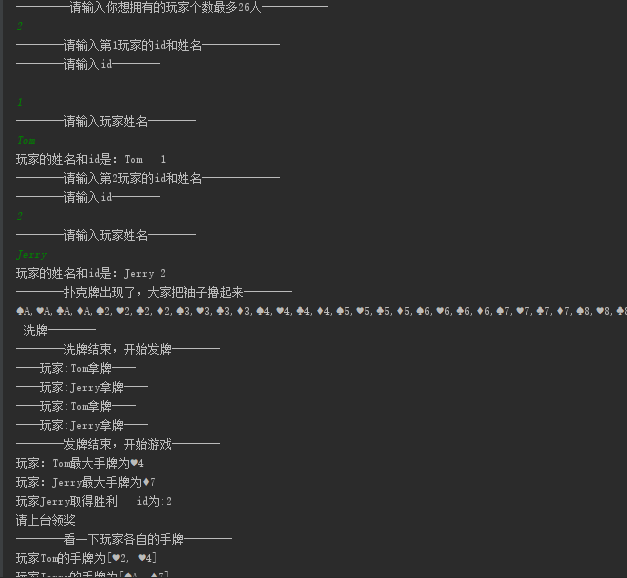 —————请输入你想拥有的玩家个数最多26人——————
2
————请输入第1玩家的id和姓名——————
————请输入id————
1
————请输入玩家姓名————
Tom
玩家的姓名和id是: Tom   1
————请输入第2玩家的id和姓名——————
————请输入id————
2
————请输入玩家姓名————
Jerry
玩家的姓名和id是: Jerry 2
————扑克牌出现了，大家把袖子撸起来————
♠A,♥A,♣A,♦A,♠2,♥2,♣2,♦2,♠3,♥3,♣3,♦3,♠4,♥4,♣4,♦4,♠5,♥5,♣5,♦5,♠6,♥6,♣6,♦6,♠7,♥7,♣7,♦7,♠8,♥8,♣8
洗牌————
————洗牌结束，开始发牌————
——玩家:Tom拿牌——
——玩家:Jerry拿牌——
——玩家:Tom拿牌——
——玩家:Jerry拿牌——
————发牌结束，开始游戏————
玩家: Tom最大手牌为♥4
玩家: Jerry最大手牌为♦7
玩家Jerry取得胜利   id为:2
请上台领奖
————看一下玩家各自的手牌————
玩家Tom的手牌为[♥2, ♥4]
玩家Jerry的手牌为[